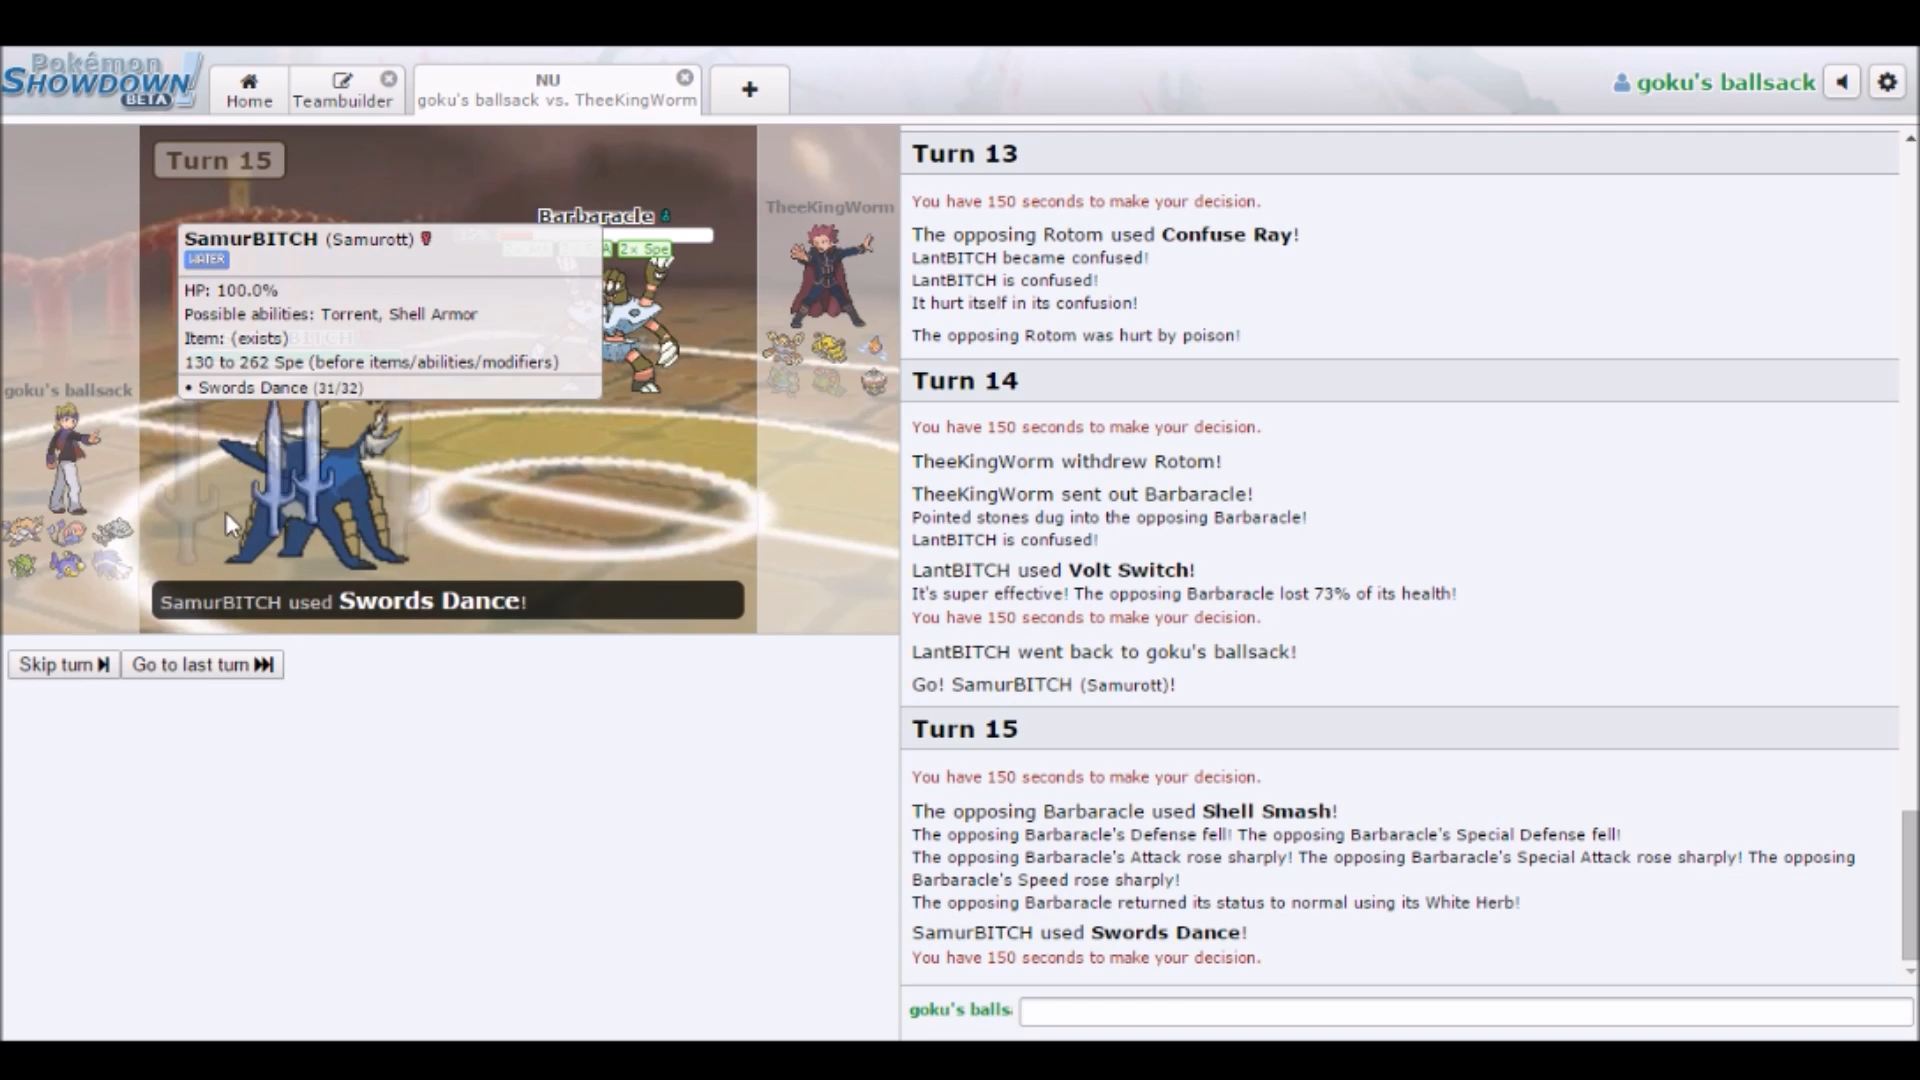 Pokémon
SHOWDOWN!
BETA
Home
Teambuilder
NU
goku's ballsack vs. TheeKingWorm
goku's ballsack
Turn 15
Barbaracle
2x Spe
TheeKingWorm
SamurBITCH (Samurott)
WATER
HP: 100.0%
Possible abilities: Torrent, Shell Armor
Item: (exists)
130 to 262 Spe (before items/abilities/modifiers)
• Swords Dance (31/32)
goku's ballsack
SamurBITCH used Swords Dance!
Skip turn
Go to last turn
Turn 13
You have 150 seconds to make your decision.
The opposing Rotom used Confuse Ray!
LantBITCH became confused!
LantBITCH is confused!
It hurt itself in its confusion!
The opposing Rotom was hurt by poison!
Turn 14
You have 150 seconds to make your decision.
TheeKingWorm withdrew Rotom!
TheeKingWorm sent out Barbaracle!
Pointed stones dug into the opposing Barbaracle!
LantBITCH is confused!
LantBITCH used Volt Switch!
It's super effective! The opposing Barbaracle lost 73% of its health!
You have 150 seconds to make your decision.
LantBITCH went back to goku's ballsack!
Go! SamurBITCH (Samurott)!
Turn 15
You have 150 seconds to make your decision.
The opposing Barbaracle used Shell Smash!
The opposing Barbaracle's Defense fell! The opposing Barbaracle's Special Defense fell!
The opposing Barbaracle's Attack rose sharply! The opposing Barbaracle's Special Attack rose sharply! The opposing
Barbaracle's Speed rose sharply!
The opposing Barbaracle returned its status to normal using its White Herb!
SamurBITCH used Swords Dance!
You have 150 seconds to make your decision.
goku's balls